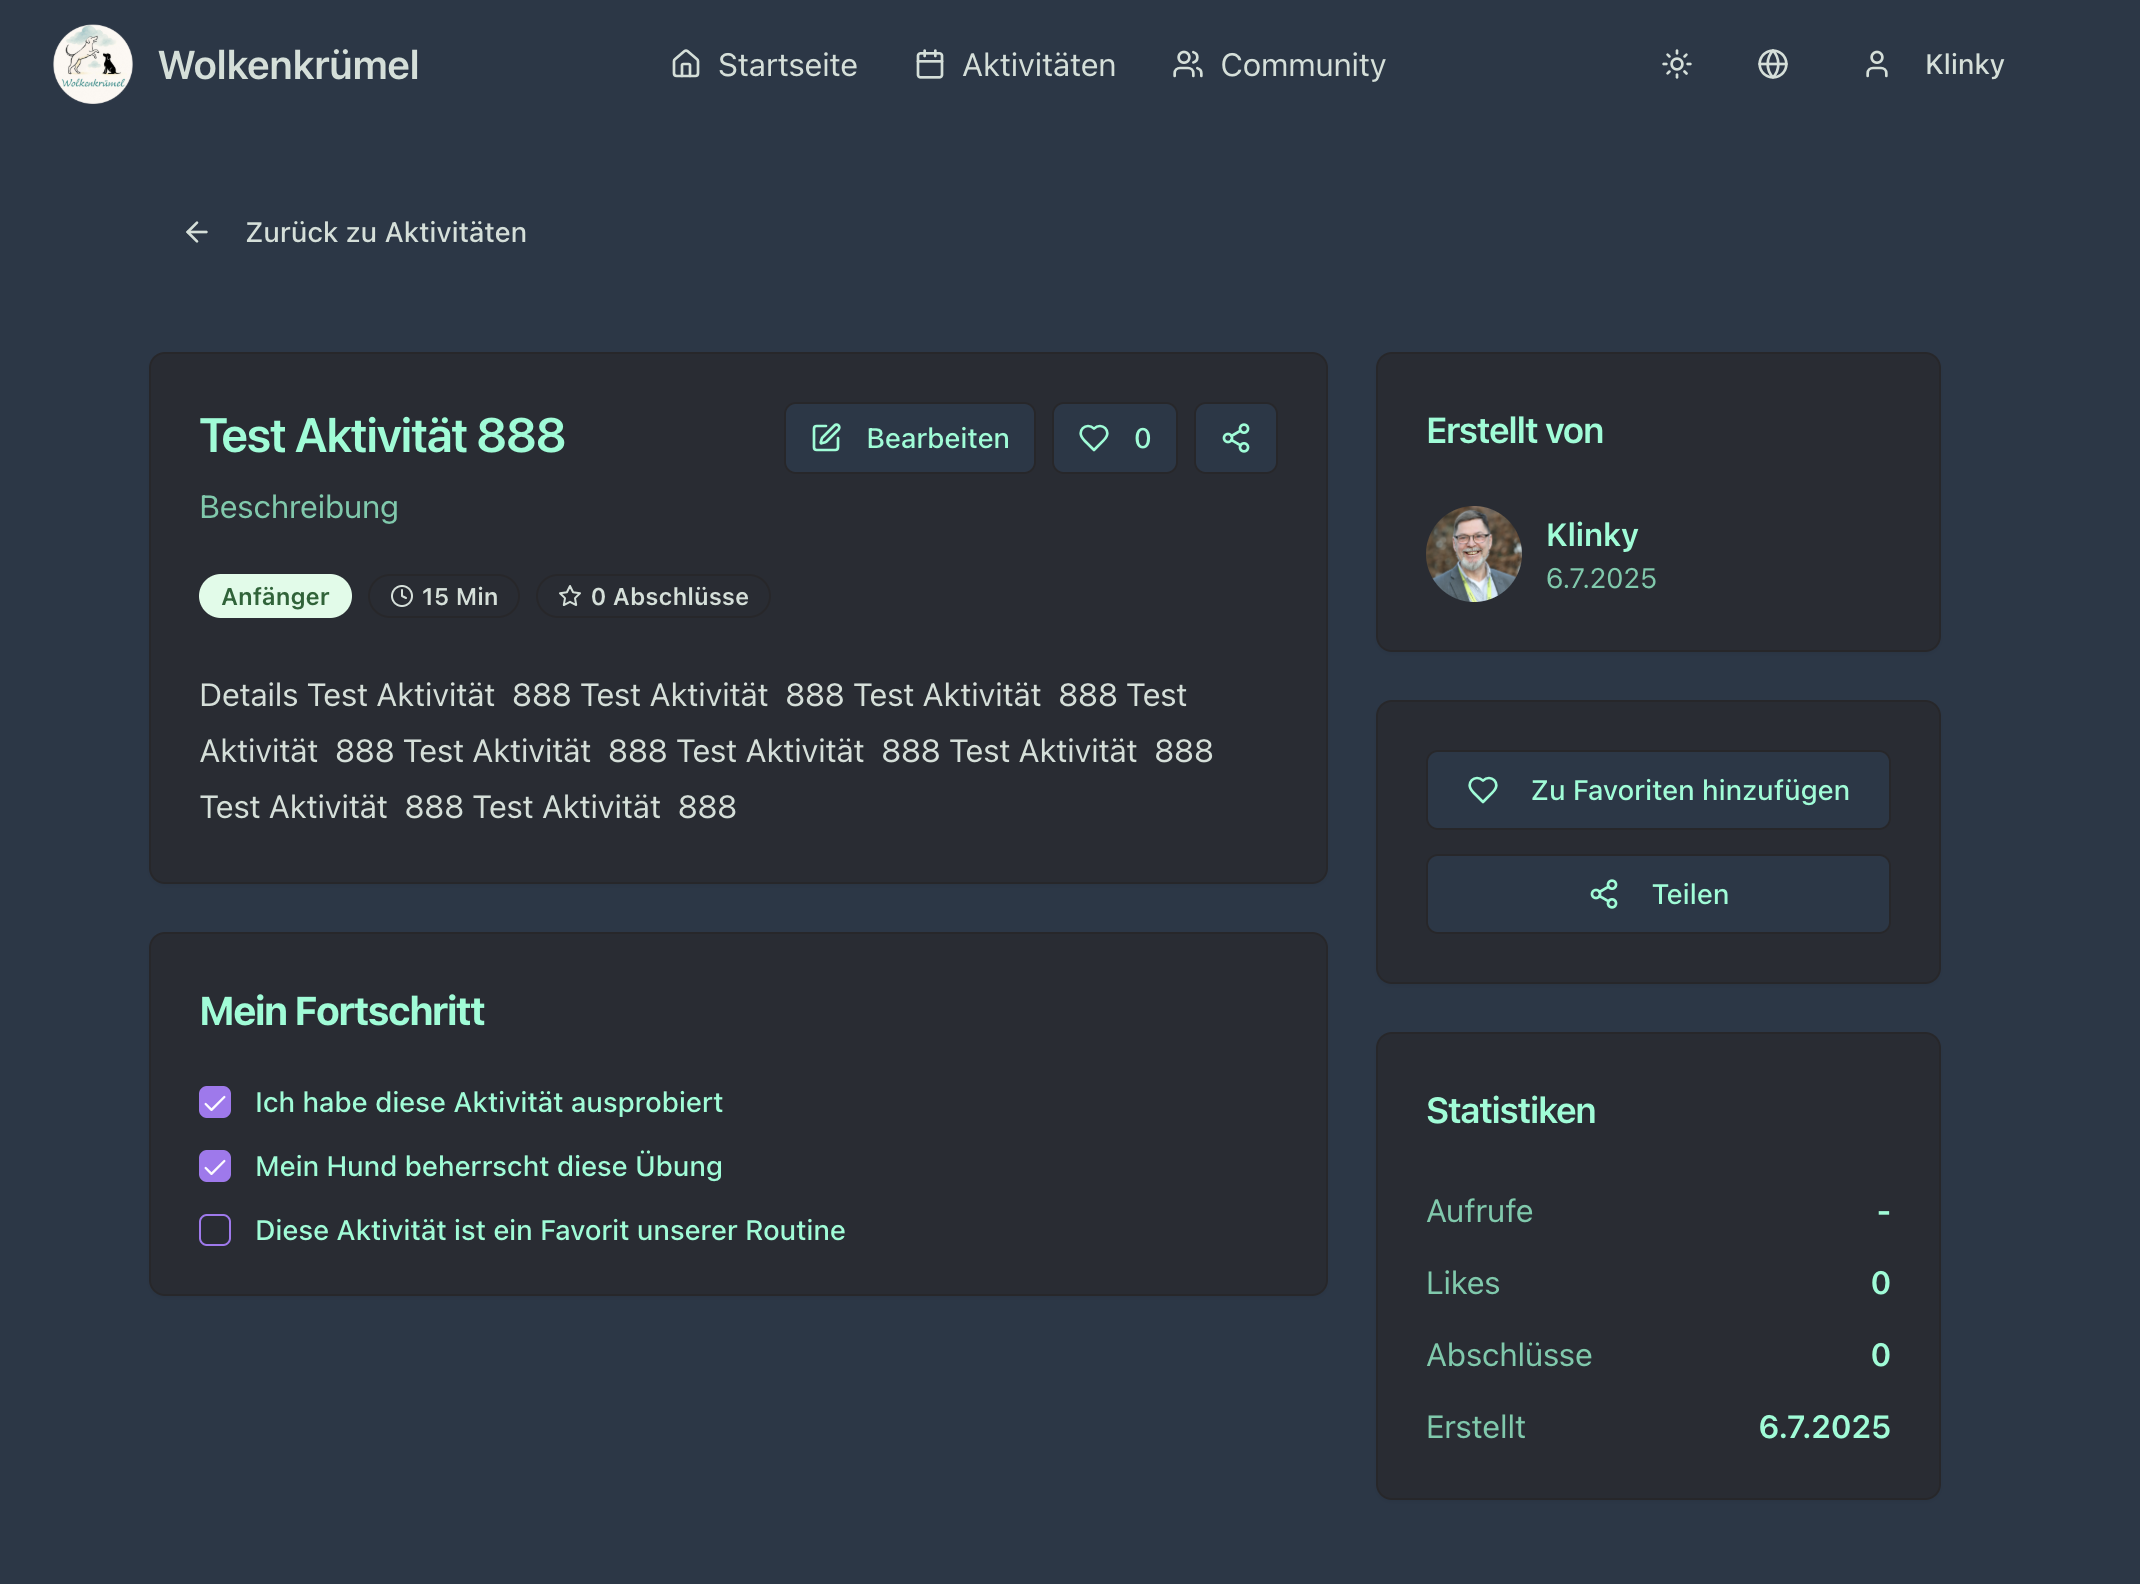 Wolkenkrümel
Wolkenkrümel
Startseite
Aktivitäten
Community
Klinky
Zurück zu Aktivitäten
Test Aktivität 888
Bearbeiten
0
Beschreibung
Anfänger
15 Min
0 Abschlüsse
Details Test Aktivität  888 Test Aktivität  888 Test Aktivität  888 Test
Aktivität  888 Test Aktivität  888 Test Aktivität  888 Test Aktivität  888
Test Aktivität  888 Test Aktivität  888
Mein Fortschritt
Ich habe diese Aktivität ausprobiert
Mein Hund beherrscht diese Übung
Diese Aktivität ist ein Favorit unserer Routine
Erstellt von
Klinky
6.7.2025
Zu Favoriten hinzufügen
Teilen
Statistiken
Aufrufe -
Likes 0
Abschlüsse 0
Erstellt 6.7.2025